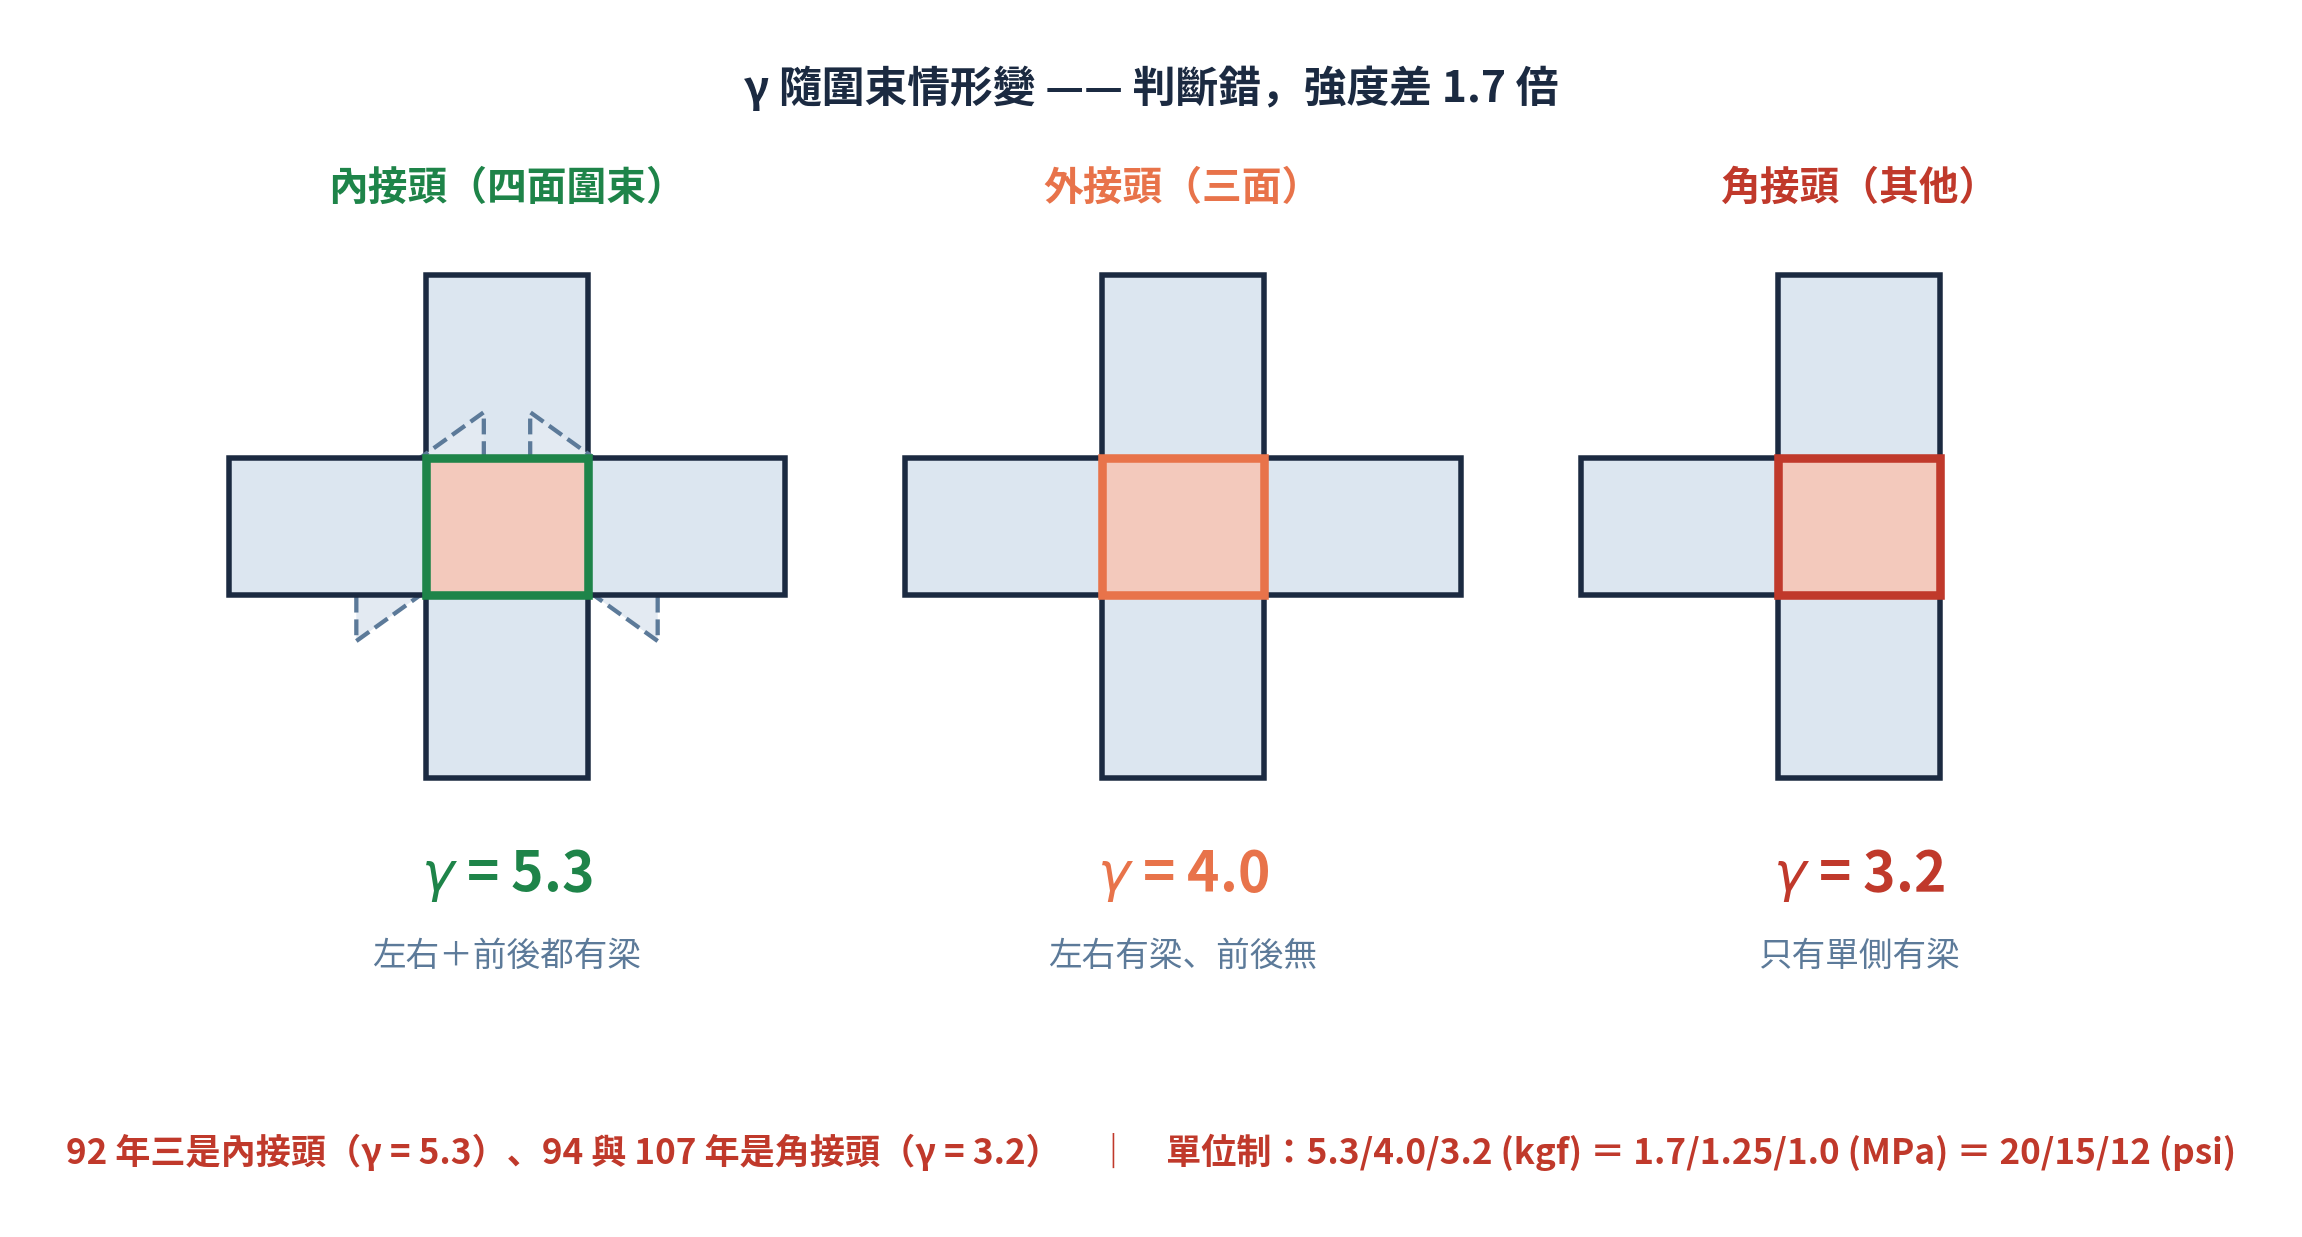 γ 隨圍束情形變 —— 判斷錯，強度差 1.7 倍
內接頭（四面圍束）
外接頭（三面）
角接頭（其他）
γ = 5.3
γ = 4.0
γ = 3.2
左右＋前後都有梁
左右有梁、前後無
只有單側有梁
92 年三是內接頭（γ = 5.3）、94 與 107 年是角接頭（γ = 3.2） ｜ 單位制：5.3/4.0/3.2 (kgf) ＝ 1.7/1.25/1.0 (MPa) ＝ 20/15/12 (psi)